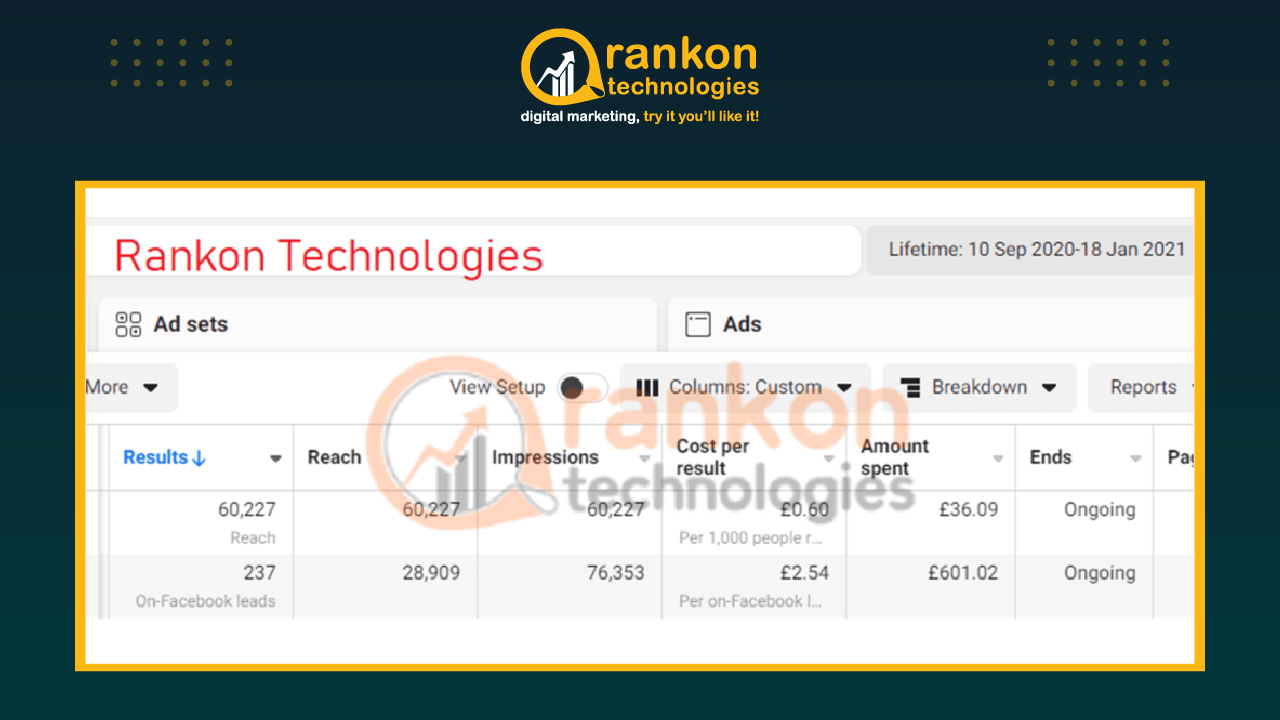 rankon
technologies
digital marketing, try it you'll like it!
Rankon Technologies
Lifetime: 10 Sep 2020-18 Jan 2021
Ad sets
Ads
More
View Setup
Columns: Custom
Breakdown
Reports
rankon
technologies
Results↓
Reach
Impressions
Cost per
result
Amount
spent
Ends
60,227 60,227 60,227 £0.60 £36.09 Ongoing
Reach Per 1,000 people r...
237 28,909 76,353 £2.54 £601.02 Ongoing
On-Facebook leads Per on-Facebook l...